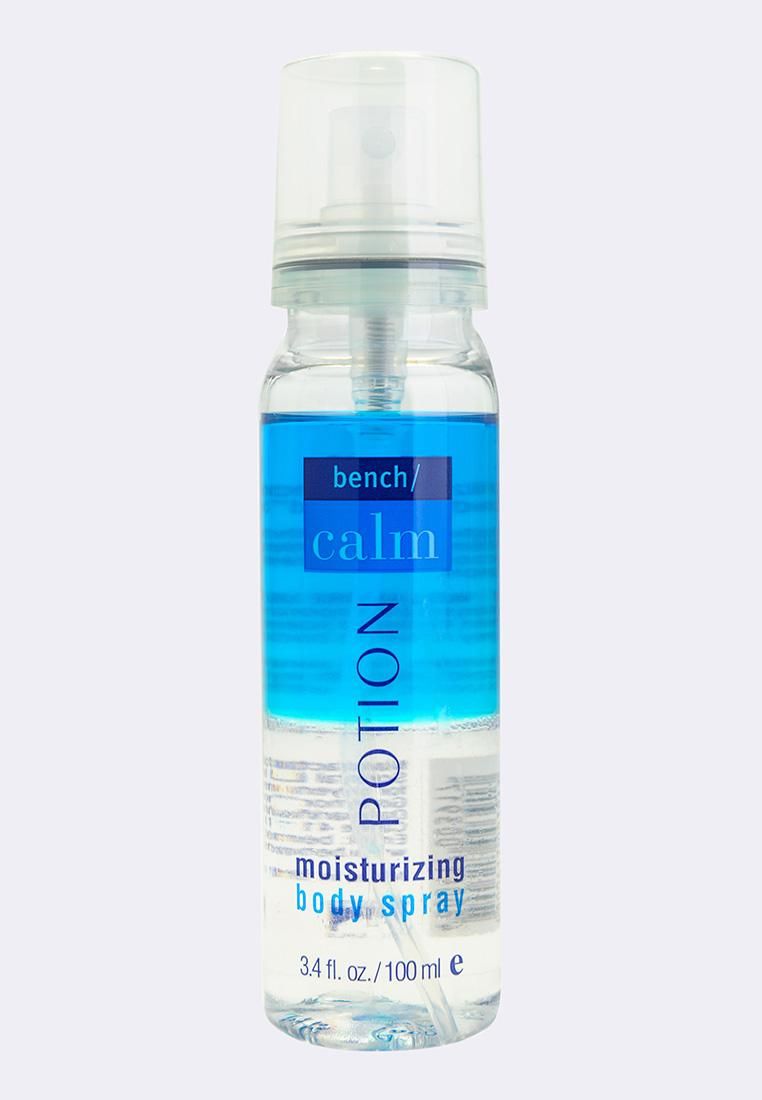 bench/
calm
POTION
moisturizing
body spray
3.4 fl. oz./100 ml e